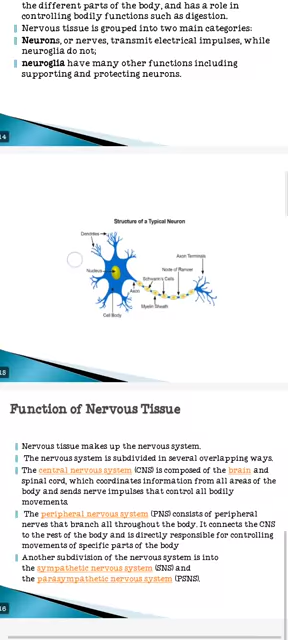 the different parts of the body, and has a role in
controlling bodily functions such as digestion.
Nervous tissue is grouped into two main categories:
Neurons, or nerves, transmit electrical impulses, while
neuroglia do not;
neuroglia have many other functions including
supporting and protecting neurons.
14
Structure of a Typical Neuron
Dendrites
Axon Terminals
Node of Ranvier
Nucleus
Schwann's Cells
Axon
Myelin Sheath
Cell Body
15
Function of Nervous Tissue
Nervous tissue makes up the nervous system.
The nervous system is subdivided in several overlapping ways.
The central nervous system (CNS) is composed of the brain and
spinal cord, which coordinates information from all areas of the
body and sends nerve impulses that control all bodily
movements.
The peripheral nervous system (PNS) consists of peripheral
nerves that branch all throughout the body. It connects the CNS
to the rest of the body and is directly responsible for controlling
movements of specific parts of the body
Another subdivision of the nervous system is into
the sympathetic nervous system (SNS) and
the parasympathetic nervous system (PSNS).
16